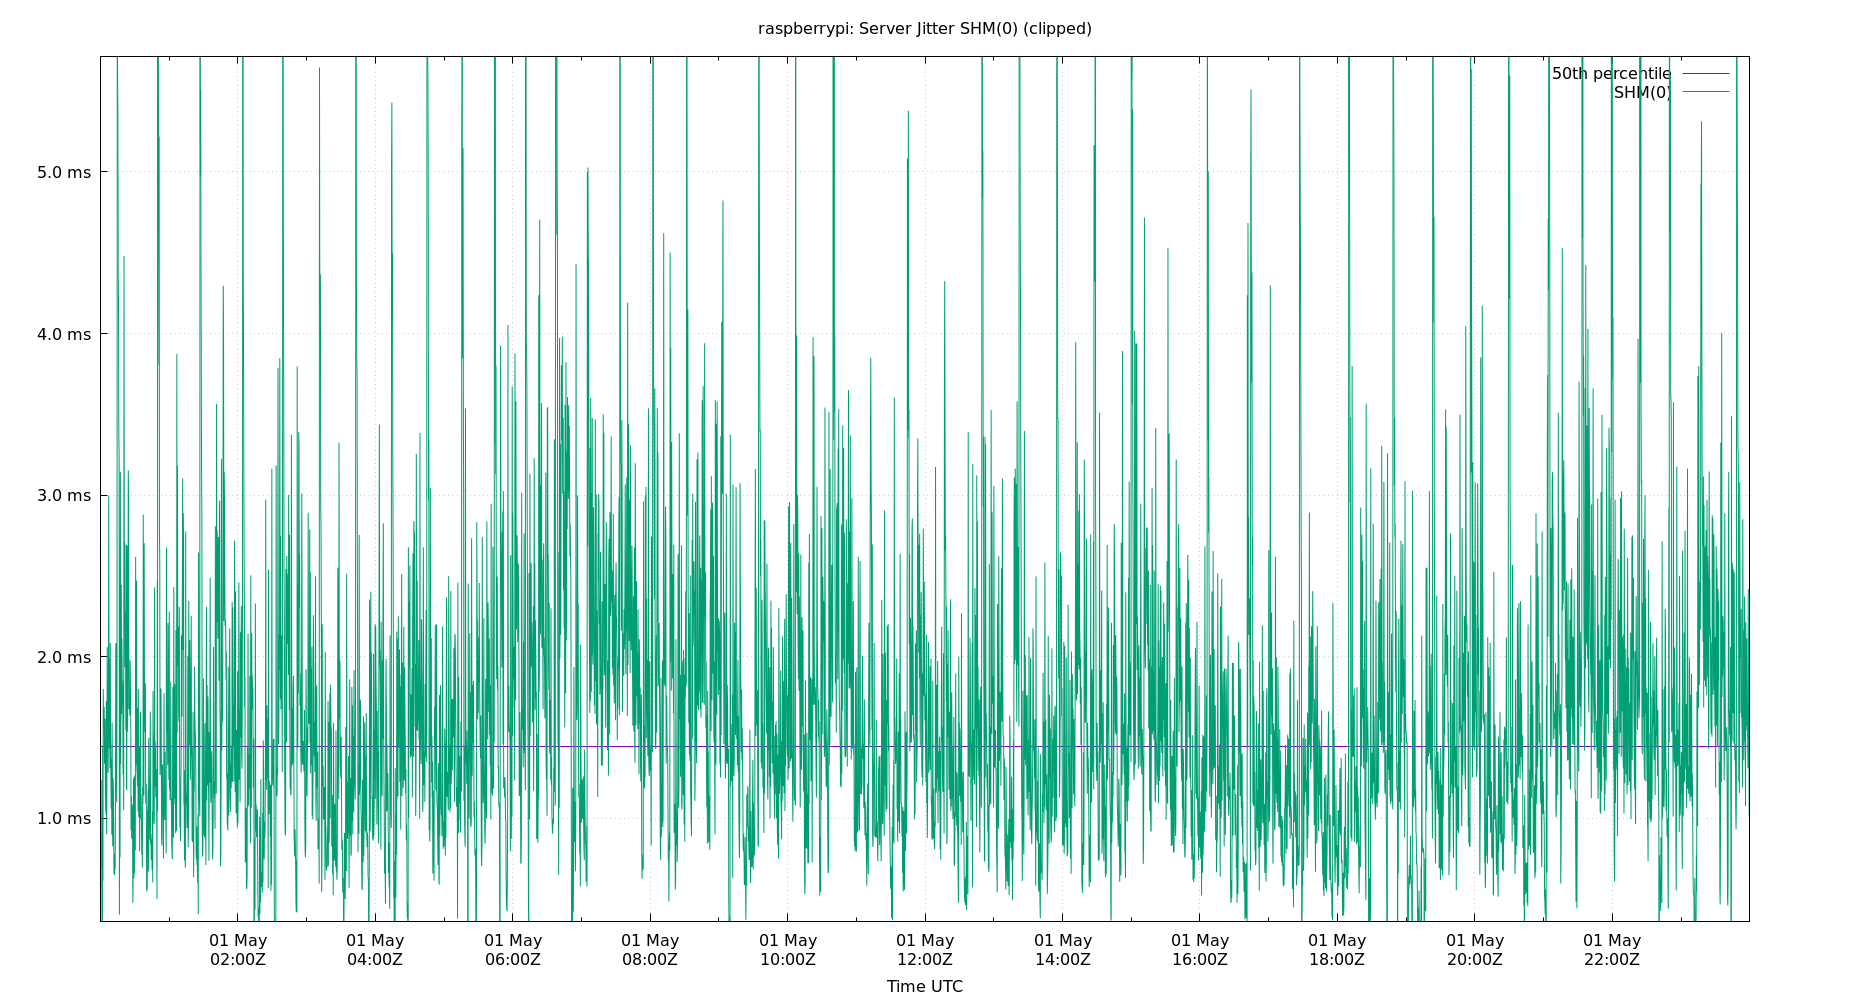 raspberrypi: Server Jitter SHM(0) (clipped)
50th percentile
SHM(0)
5.0 ms
4.0 ms
3.0 ms
2.0 ms
1.0 ms
01 May 01 May 01 May 01 May 01 May 01 May 01 May 01 May 01 May 01 May 01 May
02:00Z 04:00Z 06:00Z 08:00Z 10:00Z 12:00Z 14:00Z 16:00Z 18:00Z 20:00Z 22:00Z
Time UTC